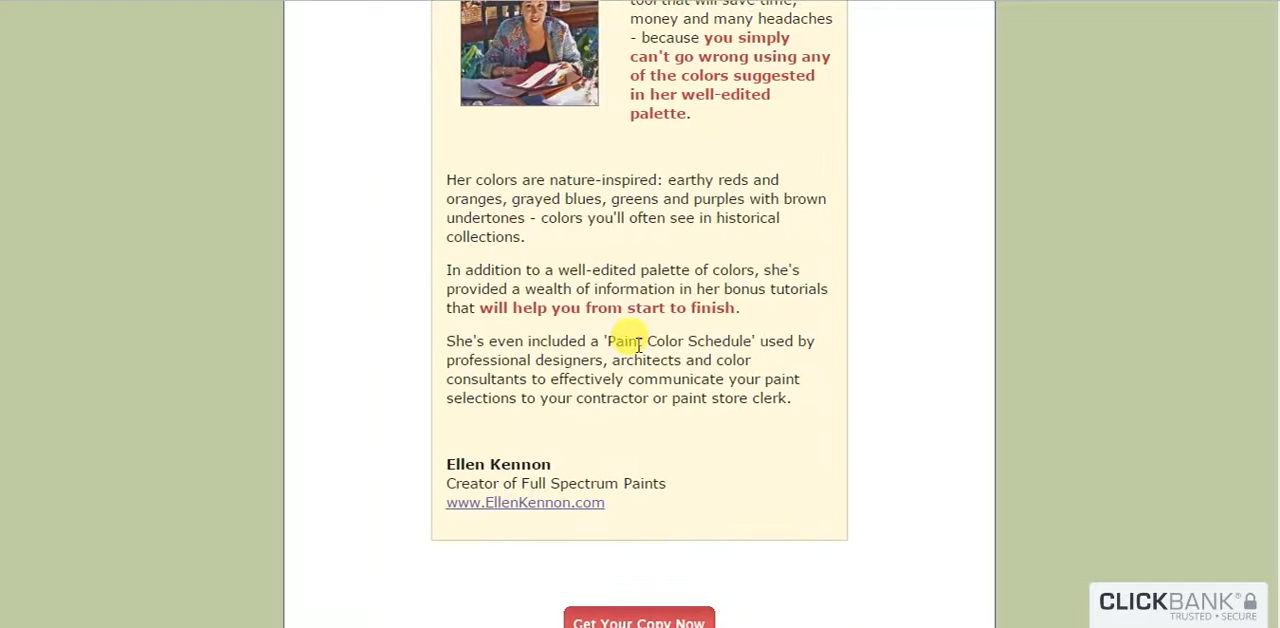 tool that will save time,
money and many headaches
- because you simply
can't go wrong using any
of the colors suggested
in her well-edited
palette.
Her colors are nature-inspired: earthy reds and
oranges, grayed blues, greens and purples with brown
undertones - colors you'll often see in historical
collections.
In addition to a well-edited palette of colors, she's
provided a wealth of information in her bonus tutorials
that will help you from start to finish.
She's even included a 'Paint Color Schedule' used by
professional designers, architects and color
consultants to effectively communicate your paint
selections to your contractor or paint store clerk.
Ellen Kennon
Creator of Full Spectrum Paints
www.EllenKennon.com
Get Your Copy Now
CLICKBANK®
TRUSTED • SECURE